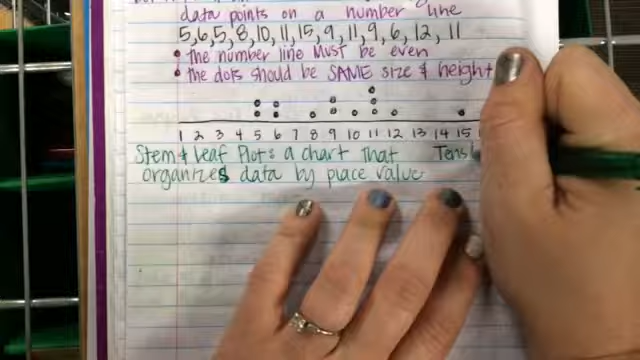 data points on a number line
5,6,5,8,10,11,15,9,11,9,6,12,11
• the number line MUST be even
• the dots should be SAME size & height
1 2 3 4 5 6 7 8 9 10 11 12 13 14 15
Stem & Leaf Plots a chart that Tens
organizes data by place value